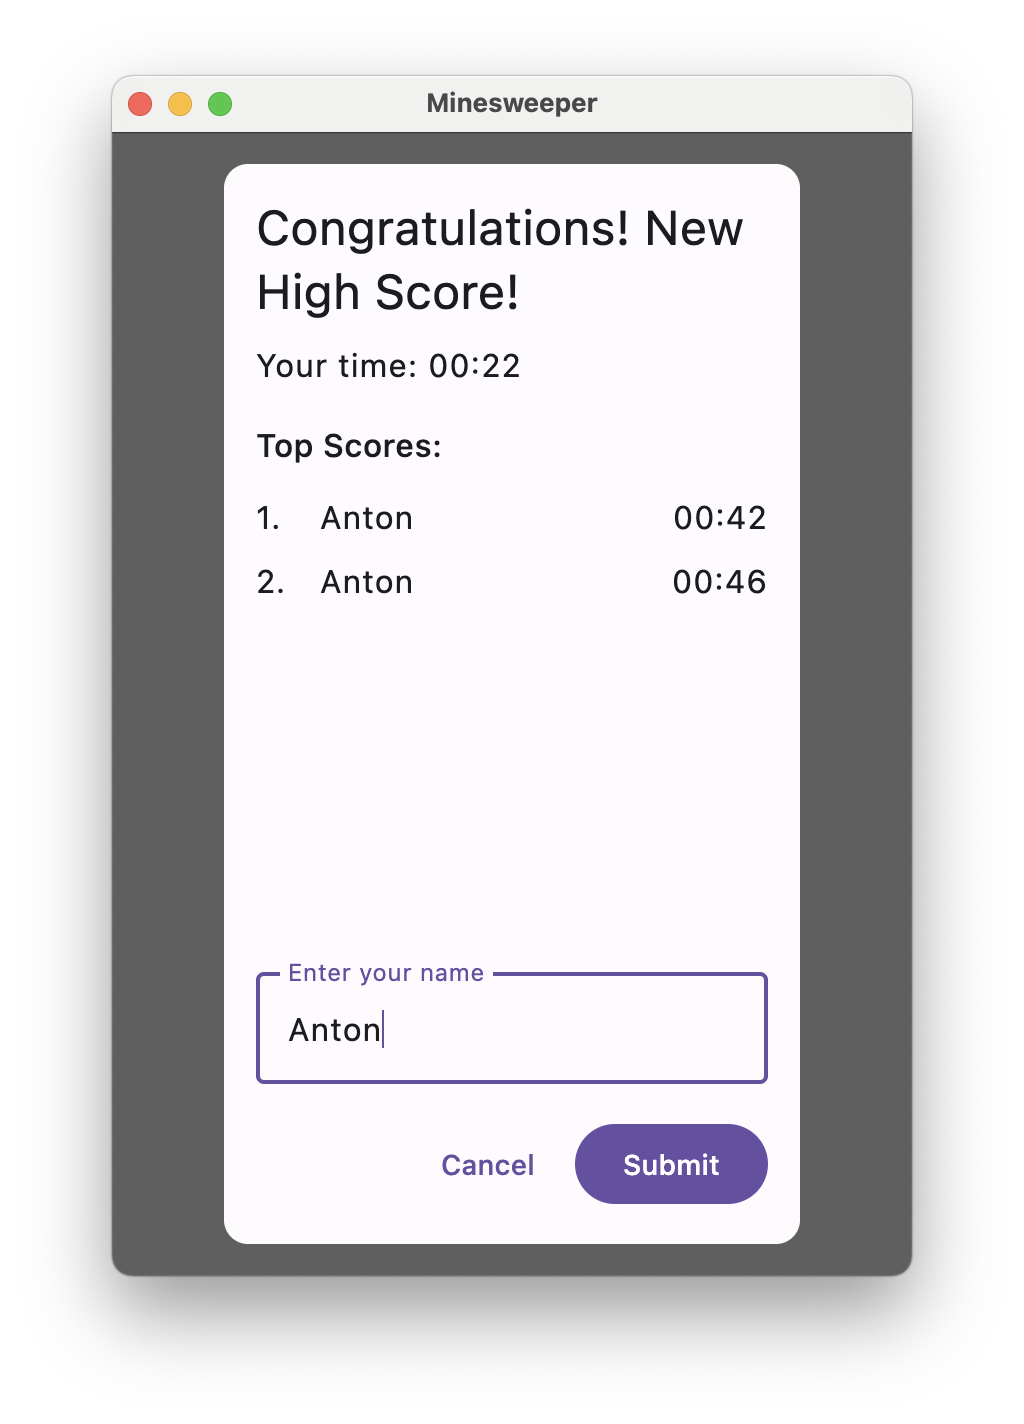 Minesweeper
Congratulations! New
High Score!
Your time: 00:22
Top Scores:
1. Anton 00:42
2. Anton 00:46
Enter your name
Anton
Cancel Submit